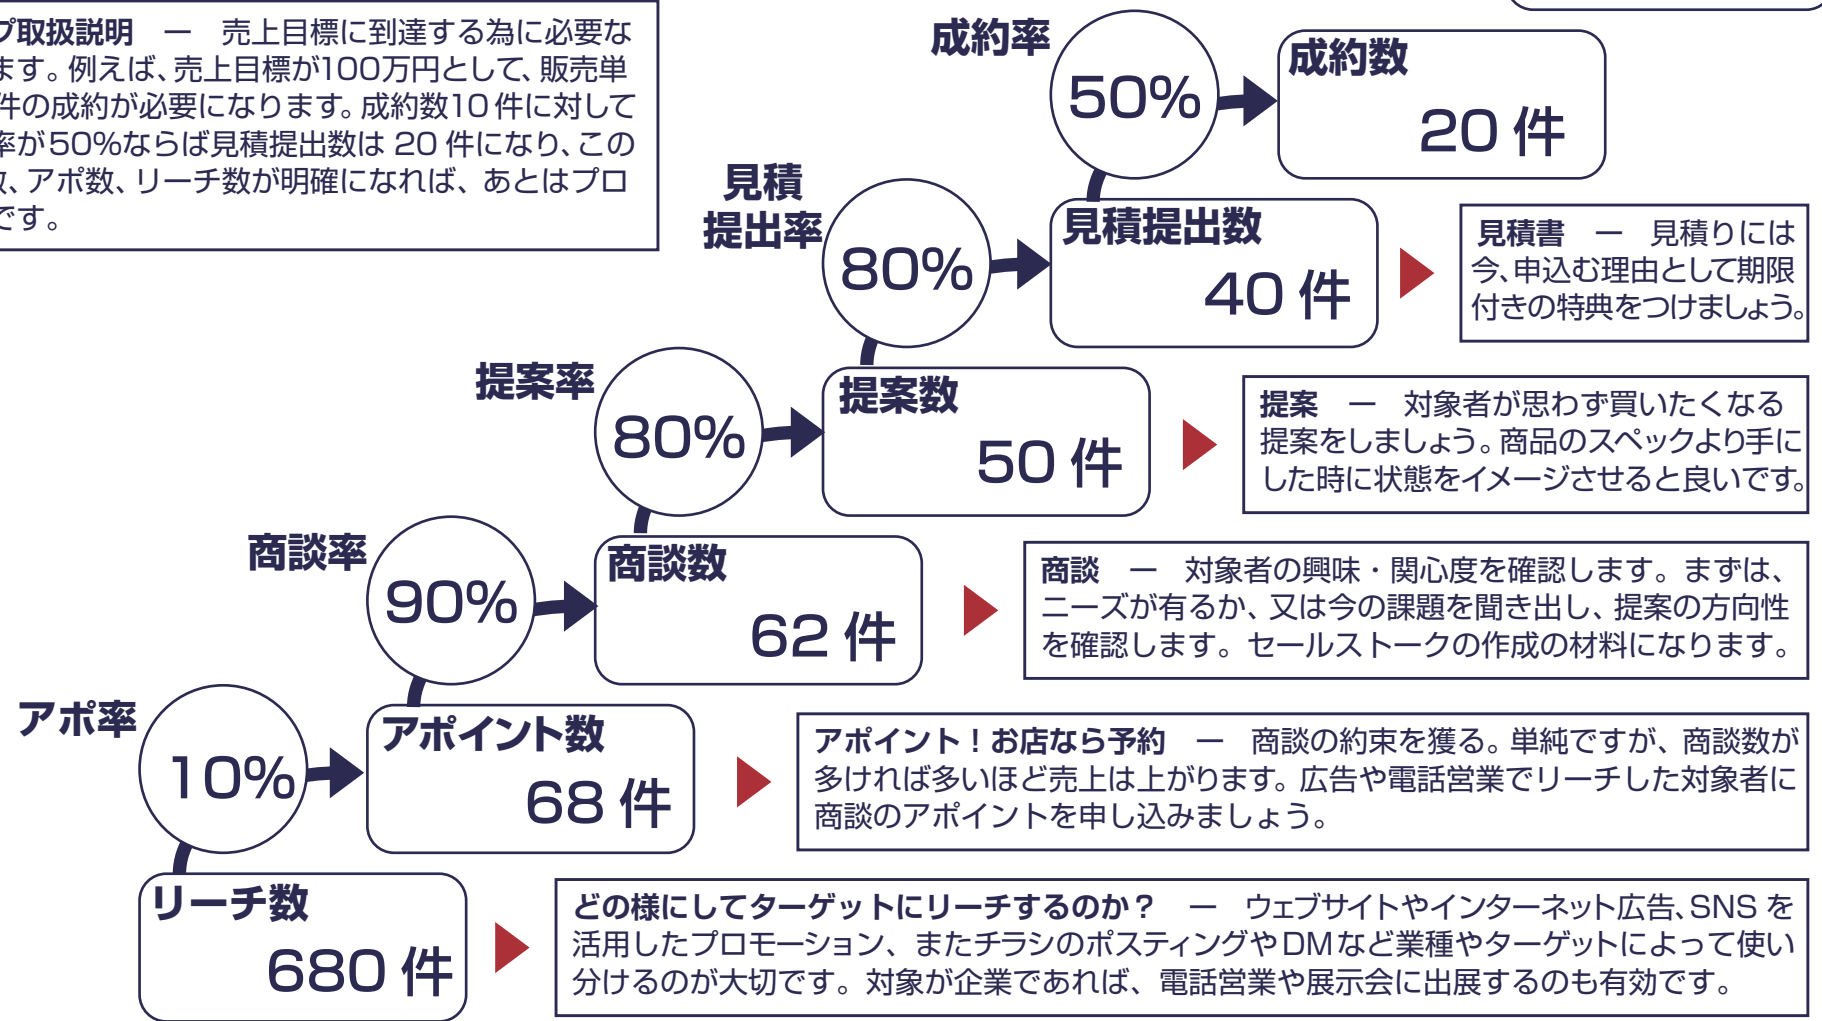 プ取扱説明　ー　売上目標に到達する為に必要な
ます。例えば、売上目標が100万円として、販売単
件の成約が必要になります。成約数10件に対して
率が50%ならば見積提出数は 20 件になり、この
数、アポ数、リーチ数が明確になれば、あとはプロ
です。
成約率
50%
成約数
20 件
見積
提出率
80%
見積提出数
40 件
見積書　ー　見積りには
今、申込む理由として期限
付きの特典をつけましょう。
提案率
80%
提案数
50 件
提案　ー　対象者が思わず買いたくなる
提案をしましょう。商品のスペックより手に
した時に状態をイメージさせると良いです。
商談率
90%
商談数
62 件
商談　ー　対象者の興味・関心度を確認します。まずは、
ニーズが有るか、又は今の課題を聞き出し、提案の方向性
を確認します。セールストークの作成の材料になります。
アポ率
10%
アポイント数
68 件
アポイント！お店なら予約　ー　商談の約束を獲る。単純ですが、商談数が
多ければ多いほど売上は上がります。広告や電話営業でリーチした対象者に
商談のアポイントを申し込みましょう。
リーチ数
680 件
どの様にしてターゲットにリーチするのか？　ー　ウェブサイトやインターネット広告、SNS を
活用したプロモーション、またチラシのポスティングやDMなど業種やターゲットによって使い
分けるのが大切です。対象が企業であれば、電話営業や展示会に出展するのも有効です。